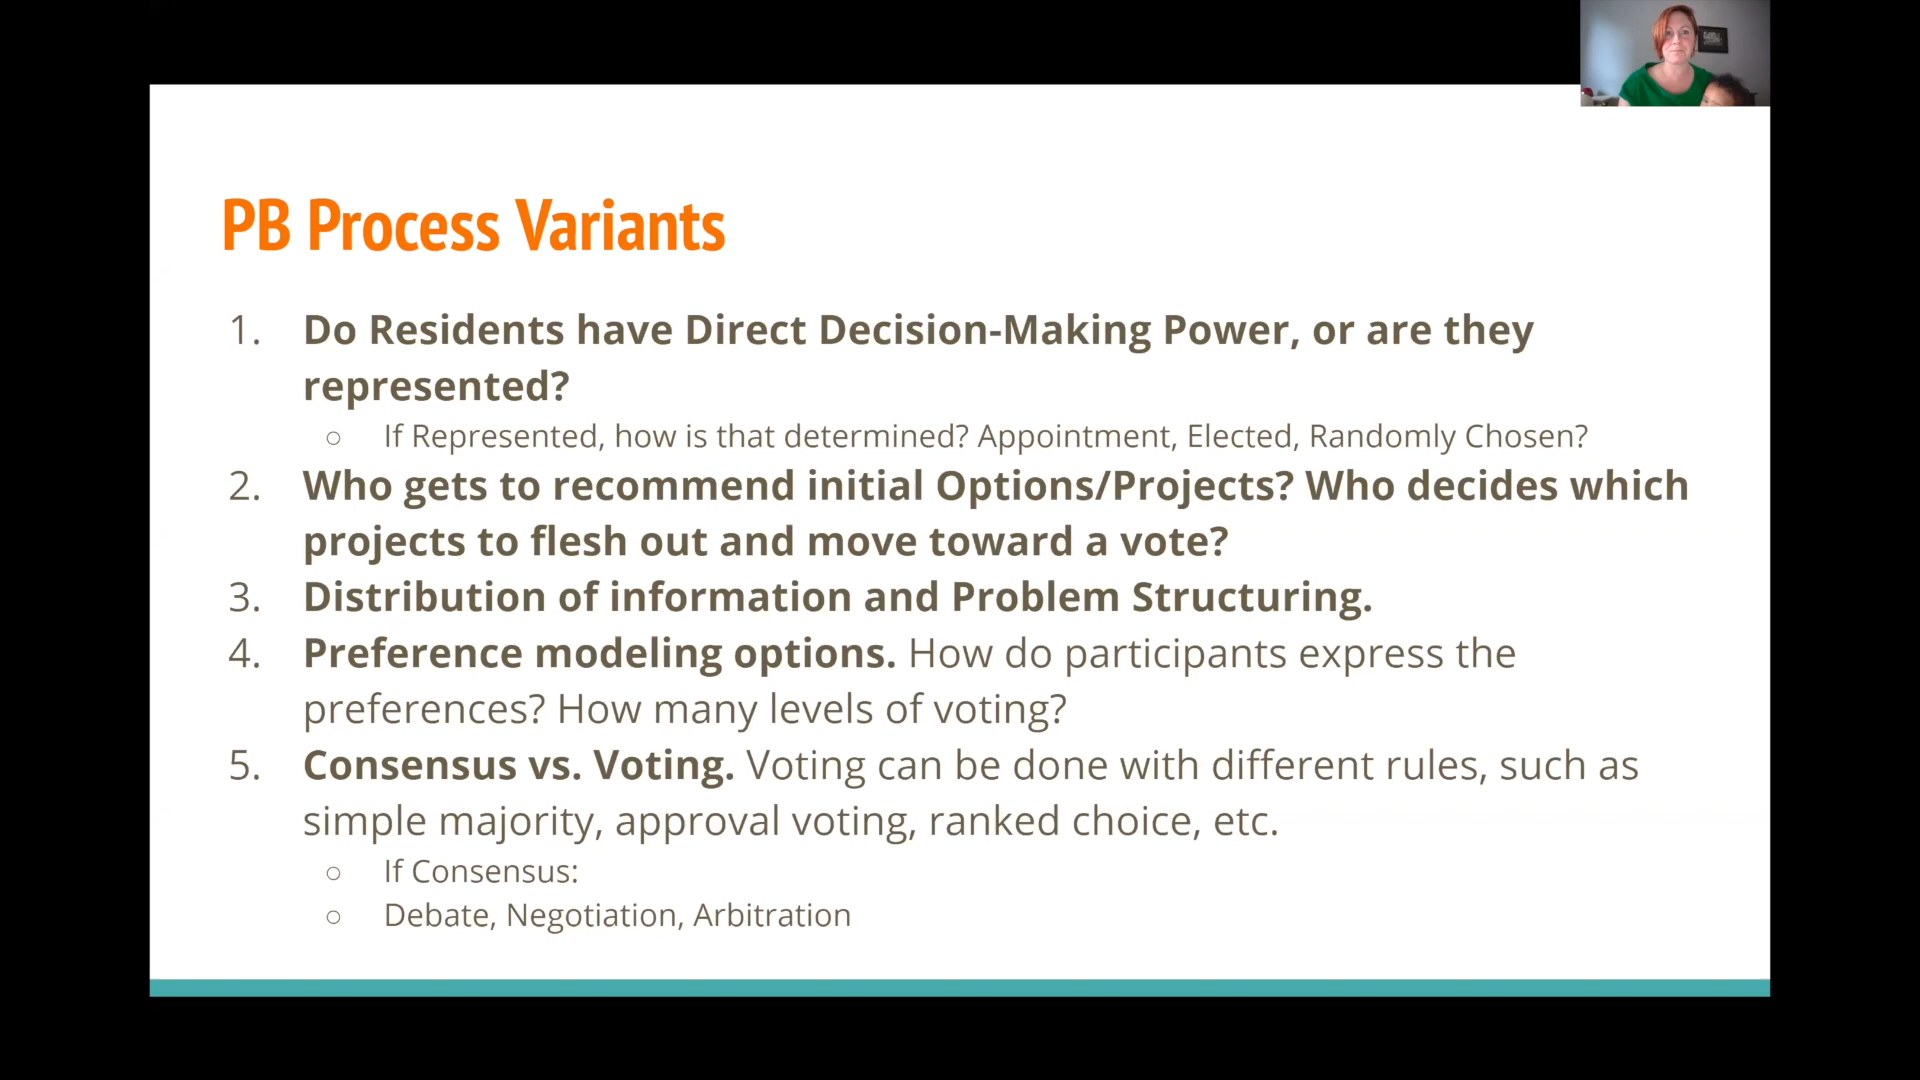 PB Process Variants
1. Do Residents have Direct Decision-Making Power, or are they
represented?
○ If Represented, how is that determined? Appointment, Elected, Randomly Chosen?
2. Who gets to recommend initial Options/Projects? Who decides which
projects to flesh out and move toward a vote?
3. Distribution of information and Problem Structuring.
4. Preference modeling options. How do participants express the
preferences? How many levels of voting?
5. Consensus vs. Voting. Voting can be done with different rules, such as
simple majority, approval voting, ranked choice, etc.
○ If Consensus:
○ Debate, Negotiation, Arbitration